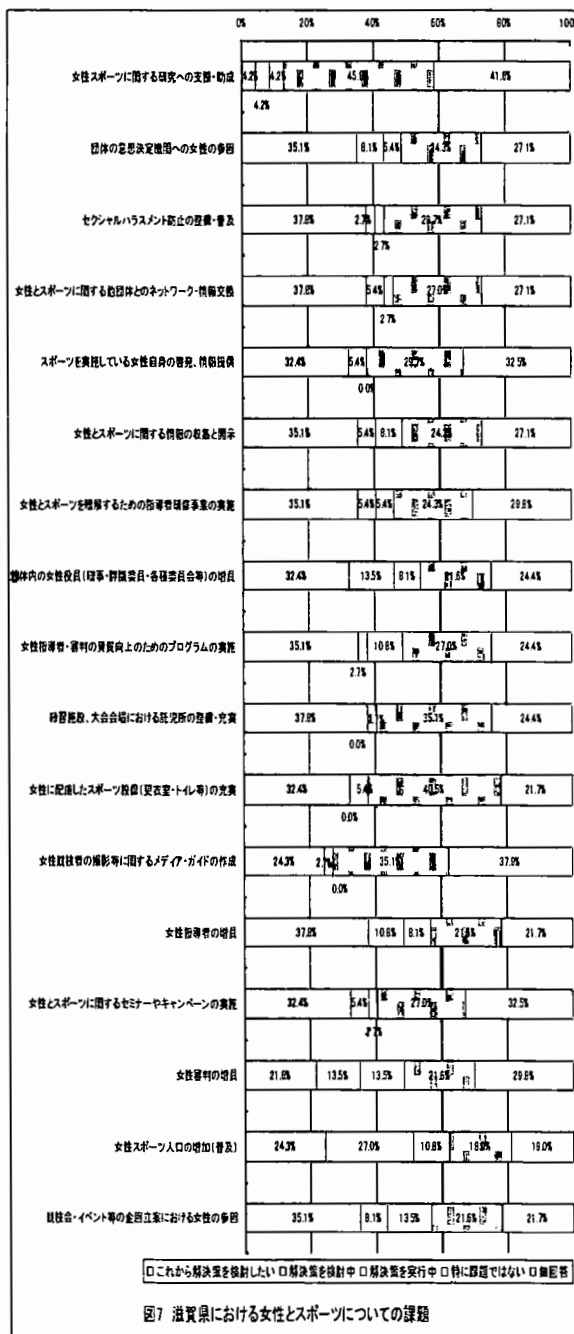 0% 20% 40% 60% 80% 100%
女性スポーツに関する研究への支援・助成
4.2% 4.2% 45.8% 41.6%
4.2%
団体の意思決定機関への女性の参画
35.1% 8.1% 5.4% 24.3% 27.1%
セクシャルハラスメント防止の整備・普及
37.8% 2.7% 29.7% 27.1%
2.7%
女性とスポーツに関する他団体とのネットワーク・情報交換
37.8% 5.4% 27.0% 27.1%
2.7%
スポーツを実施している女性自身の啓発、情報提供
32.4% 5.4% 29.7% 32.5%
0.0%
女性とスポーツに関する情報の収集と開示
35.1% 5.4% 8.1% 24.3% 27.1%
女性とスポーツを理解するための指導者研修事業の実施
35.1% 5.4% 5.4% 24.3% 29.8%
団体内の女性役員(理事・評議委員・各種委員会等)の増員
32.4% 13.5% 8.1% 21.6% 24.4%
女性指導者・審判の資質向上のためのプログラムの実施
35.1% 10.8% 27.0% 24.4%
2.7%
練習施設、大会会場における託児所の整備・充実
37.8% 2.7% 35.1% 24.4%
0.0%
女性に配慮したスポーツ設備(更衣室・トイレ等)の充実
32.4% 5.4% 40.5% 21.7%
0.0%
女性競技者の撮影等に関するメディア・ガイドの作成
24.3% 2.7% 35.1% 37.9%
0.0%
女性指導者の増員
37.8% 10.8% 8.1% 21.6% 21.7%
女性とスポーツに関するセミナーやキャンペーンの実施
32.4% 5.4% 27.0% 32.5%
2.7%
女性審判の増員
21.6% 13.5% 13.5% 21.6% 29.8%
女性スポーツ人口の増加(普及)
24.3% 27.0% 10.8% 18.9% 19.0%
競技会・イベント等の企画立案における女性の参画
35.1% 8.1% 13.5% 21.6% 21.7%
□これから解決策を検討したい □解決策を検討中 □解決策を実行中 □特に課題ではない □無回答
図7 滋賀県における女性とスポーツについての課題